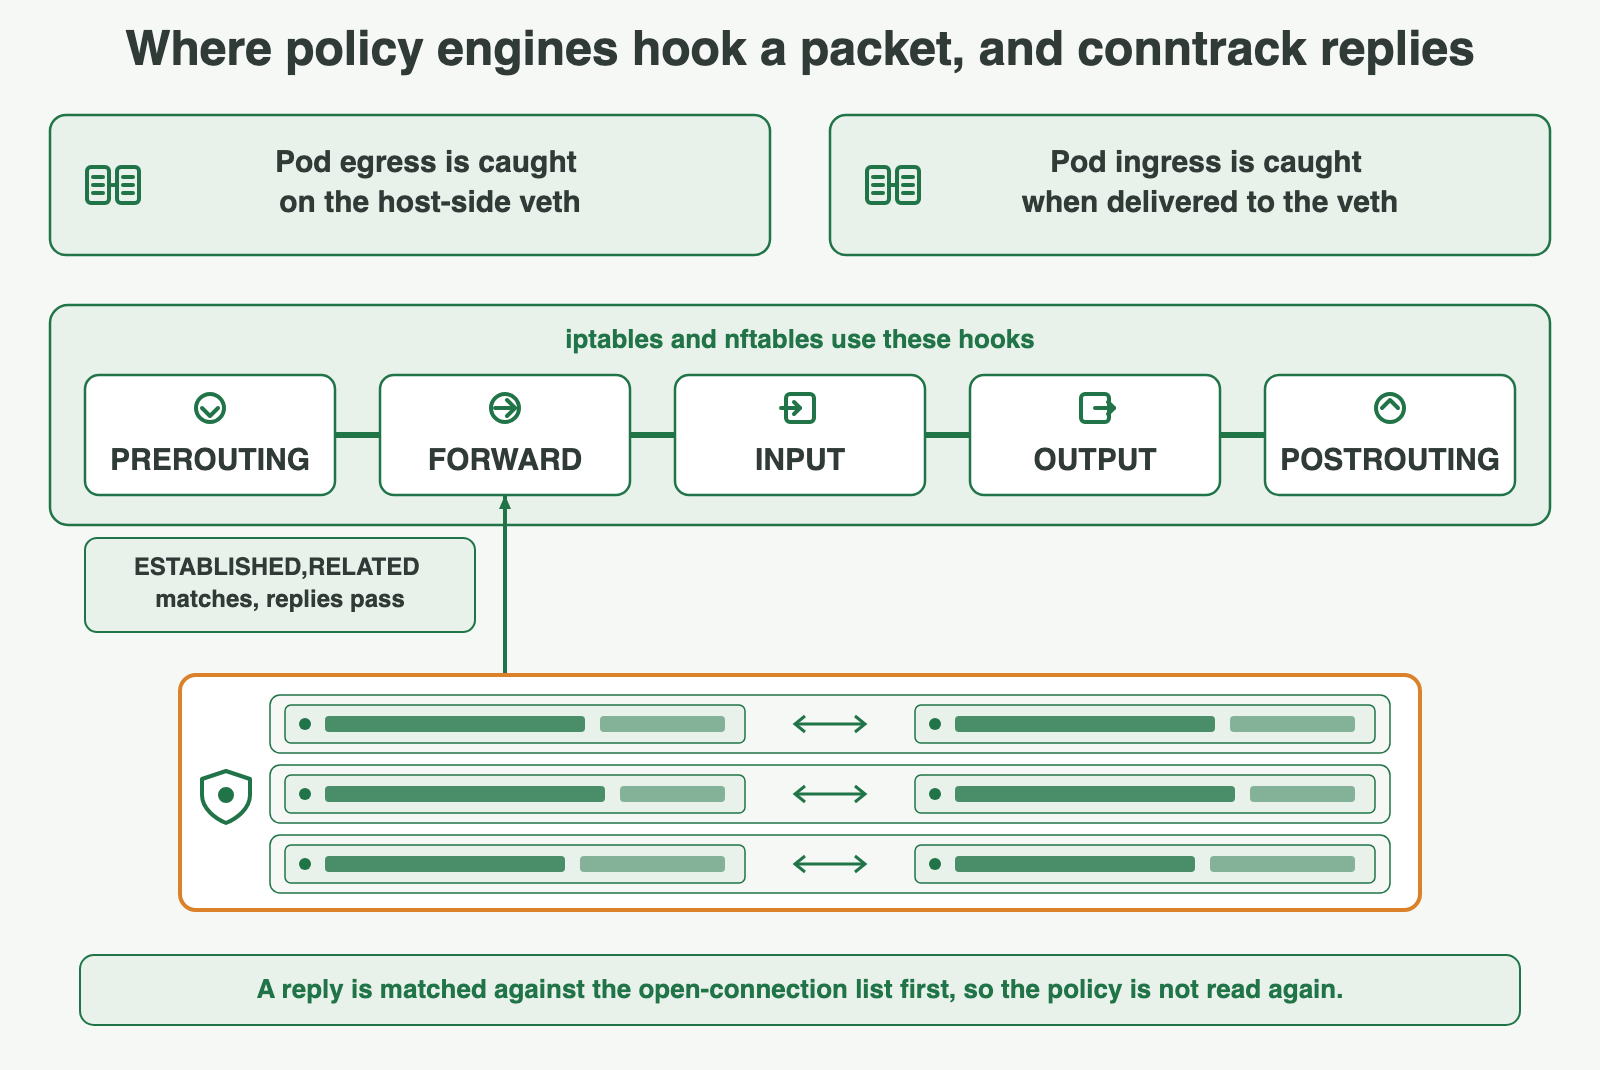 Where policy engines hook a packet, and conntrack replies
Pod egress is caught
on the host-side veth
Pod ingress is caught
when delivered to the veth
iptables and nftables use these hooks
PREROUTING
FORWARD
INPUT
OUTPUT
POSTROUTING
ESTABLISHED,RELATED
matches, replies pass
A reply is matched against the open-connection list first, so the policy is not read again.